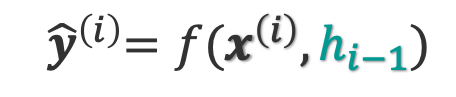 ŷ⁽ⁱ⁾= f(x⁽ⁱ⁾, hᵢ₋₁)